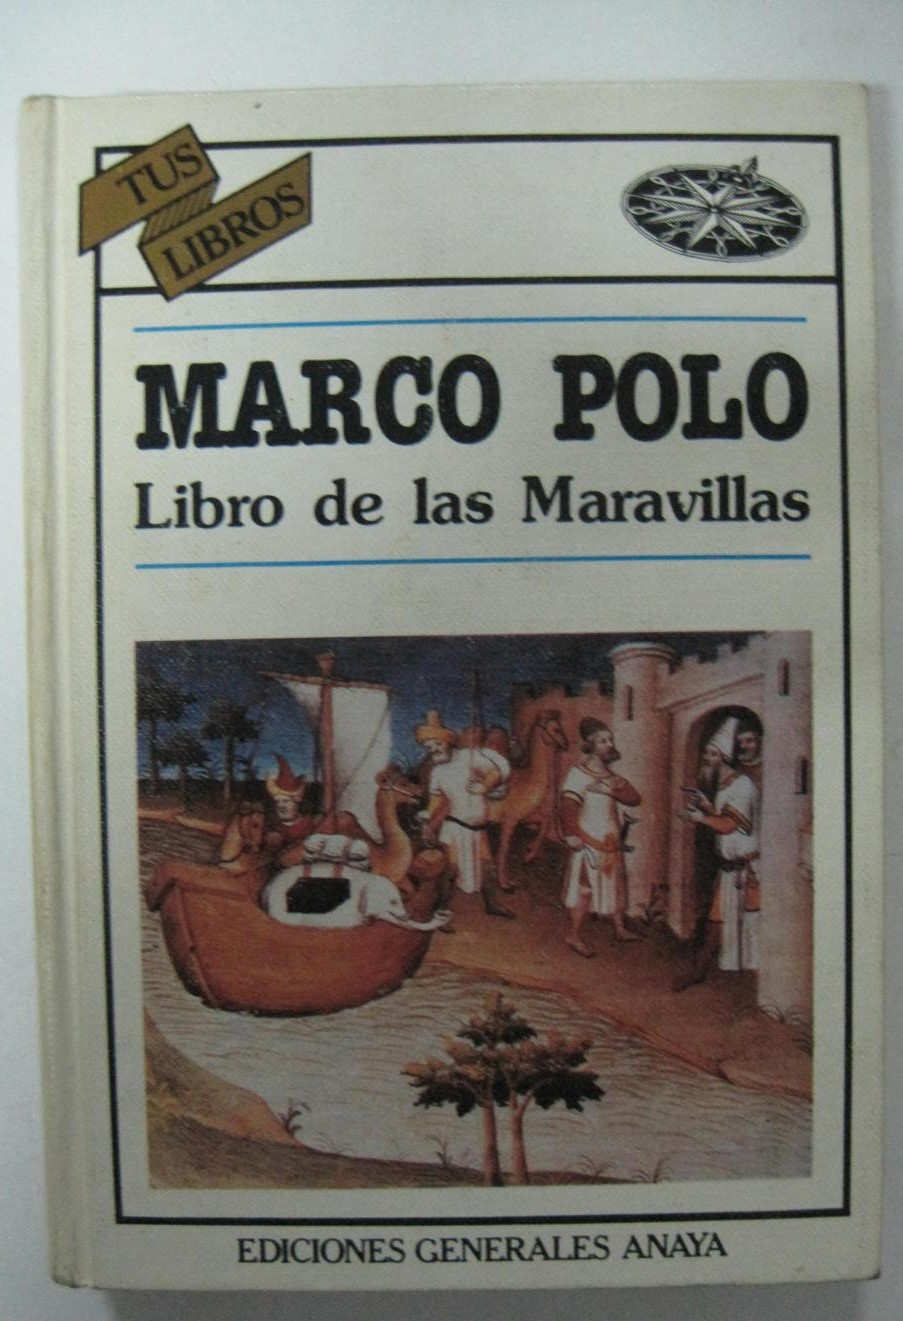 TUS
LIBROS
MARCO POLO
Libro de las Maravillas
EDICIONES GENERALES ANAYA